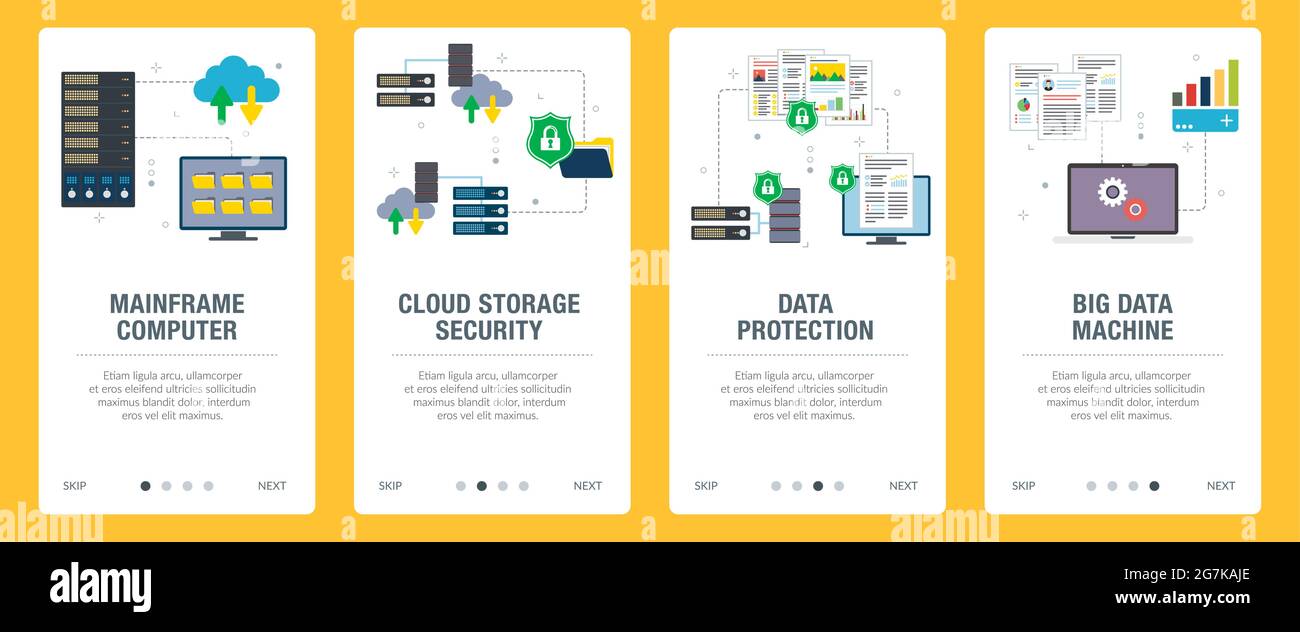 MAINFRAME
COMPUTER
Etiam ligula arcu, ullamcorper
et eros eleifend ultricies sollicitudin
maximus blandit dolor, interdum
eros vel elit maximus.
SKIP
NEXT
CLOUD STORAGE
SECURITY
Etiam ligula arcu, ullamcorper
et eros eleifend ultricies sollicitudin
maximus blandit dolor, interdum
eros vel elit maximus.
SKIP
NEXT
DATA
PROTECTION
Etiam ligula arcu, ullamcorper
et eros eleifend ultricies sollicitudin
maximus blandit dolor, interdum
eros vel elit maximus.
SKIP
NEXT
BIG DATA
MACHINE
Etiam ligula arcu, ullamcorper
et eros eleifend ultricies sollicitudin
maximus blandit dolor, interdum
eros vel elit maximus.
SKIP
NEXT
alamy
Image ID: 2G7KAJE
www.alamy.com